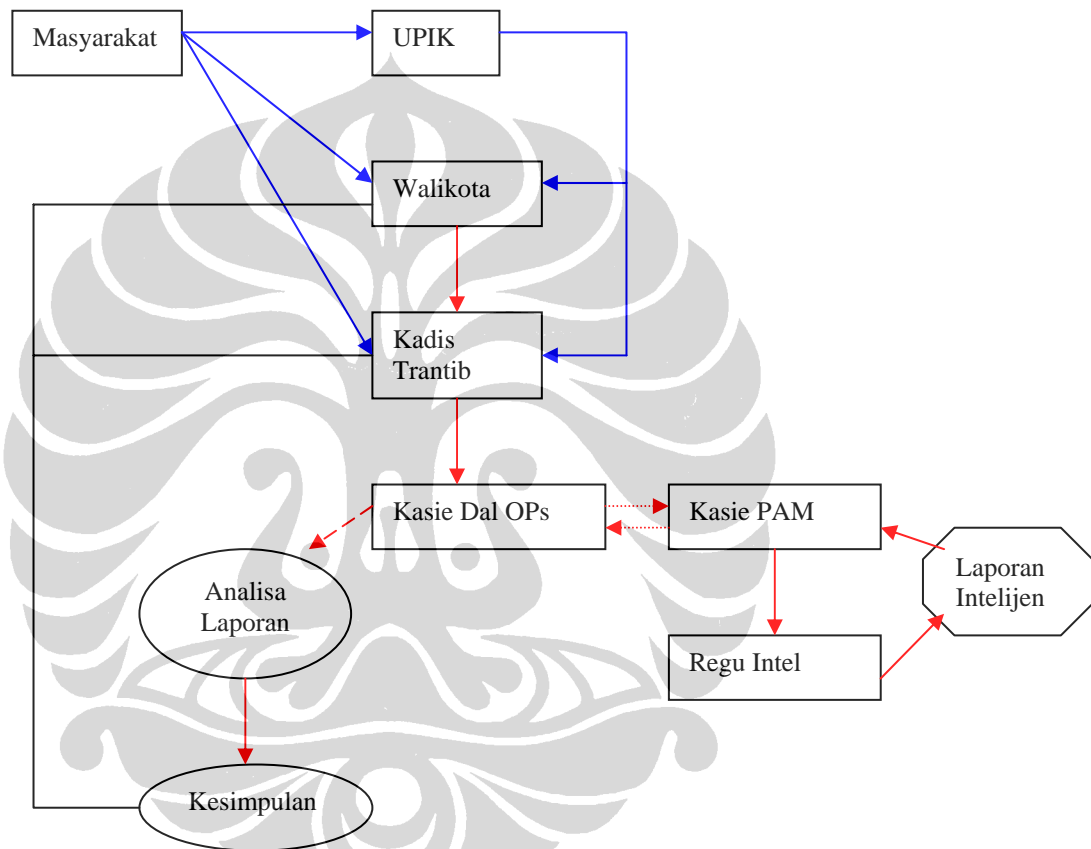 Masyarakat
UPIK
Walikota
Kadis
Trantib
Kasie Dal OPs
Kasie PAM
Laporan
Intelijen
Analisa
Laporan
Regu Intel
Kesimpulan